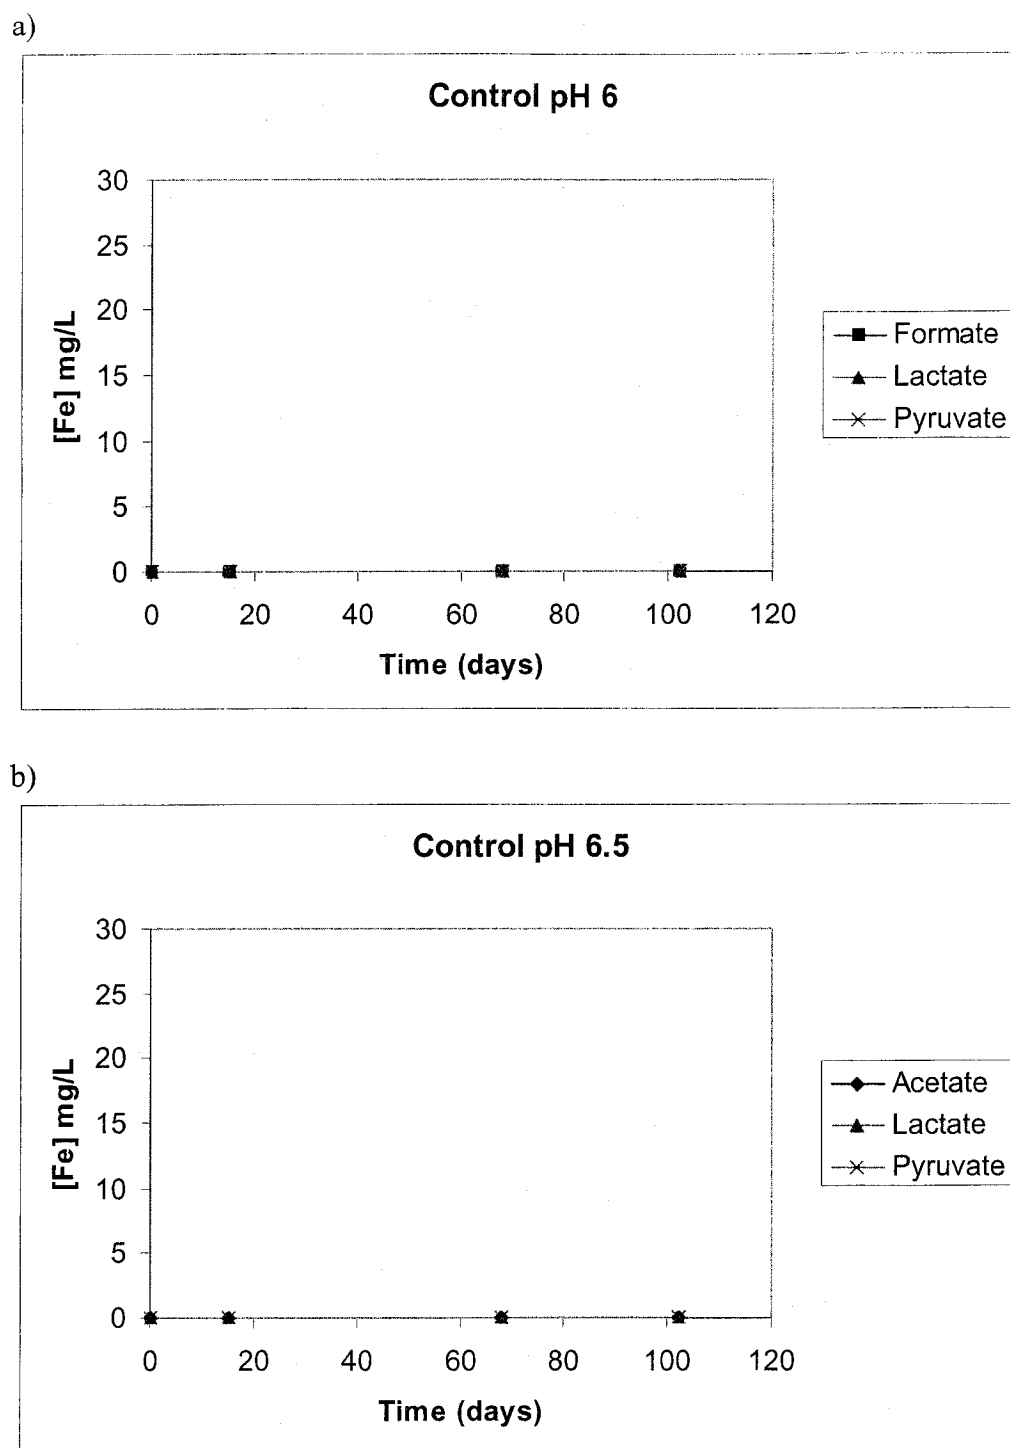 a)
Control pH 6
30
25
20
15
10
5
0
[Fe] mg/L
0 20 40 60 80 100 120
Time (days)
Formate
Lactate
Pyruvate
b)
Control pH 6.5
30
25
20
15
10
5
0
[Fe] mg/L
0 20 40 60 80 100 120
Time (days)
Acetate
Lactate
Pyruvate